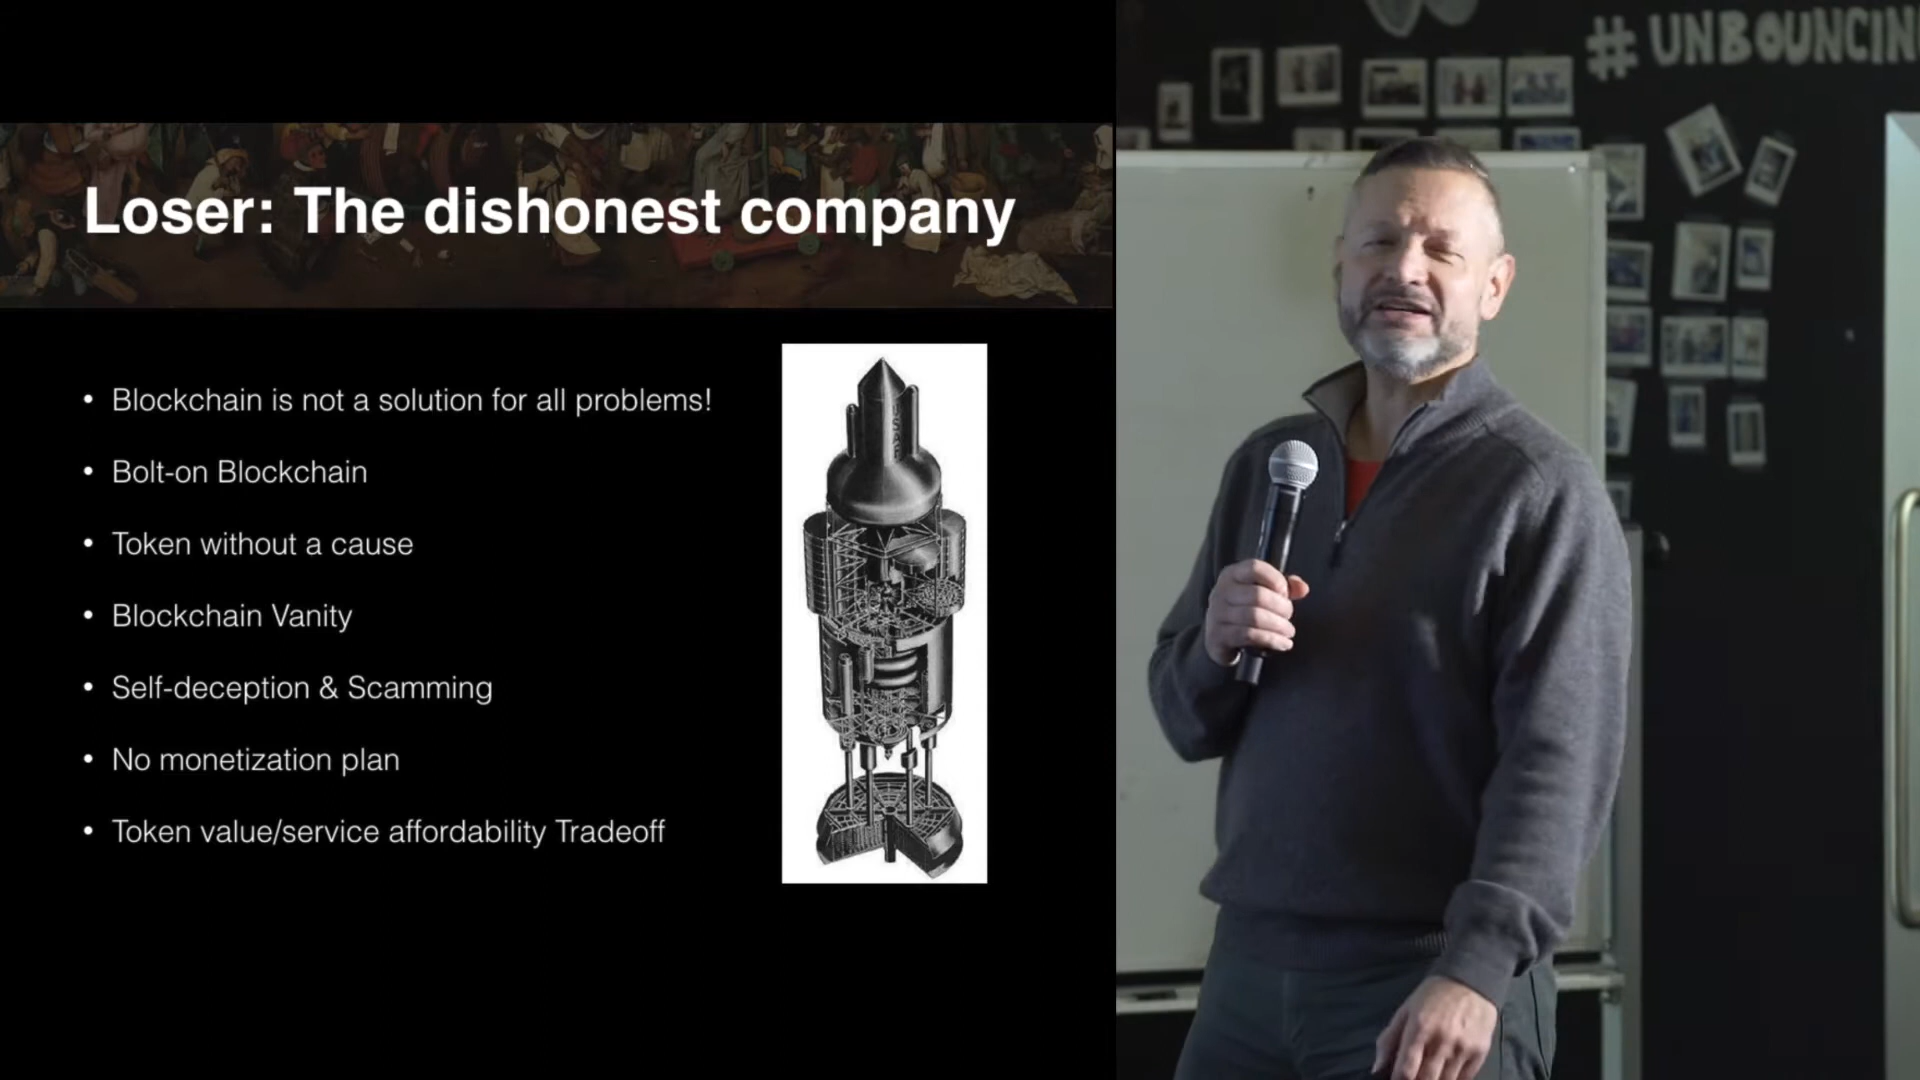 Loser: The dishonest company
• Blockchain is not a solution for all problems!
• Bolt-on Blockchain
• Token without a cause
• Blockchain Vanity
• Self-deception & Scamming
• No monetization plan
• Token value/service affordability Tradeoff